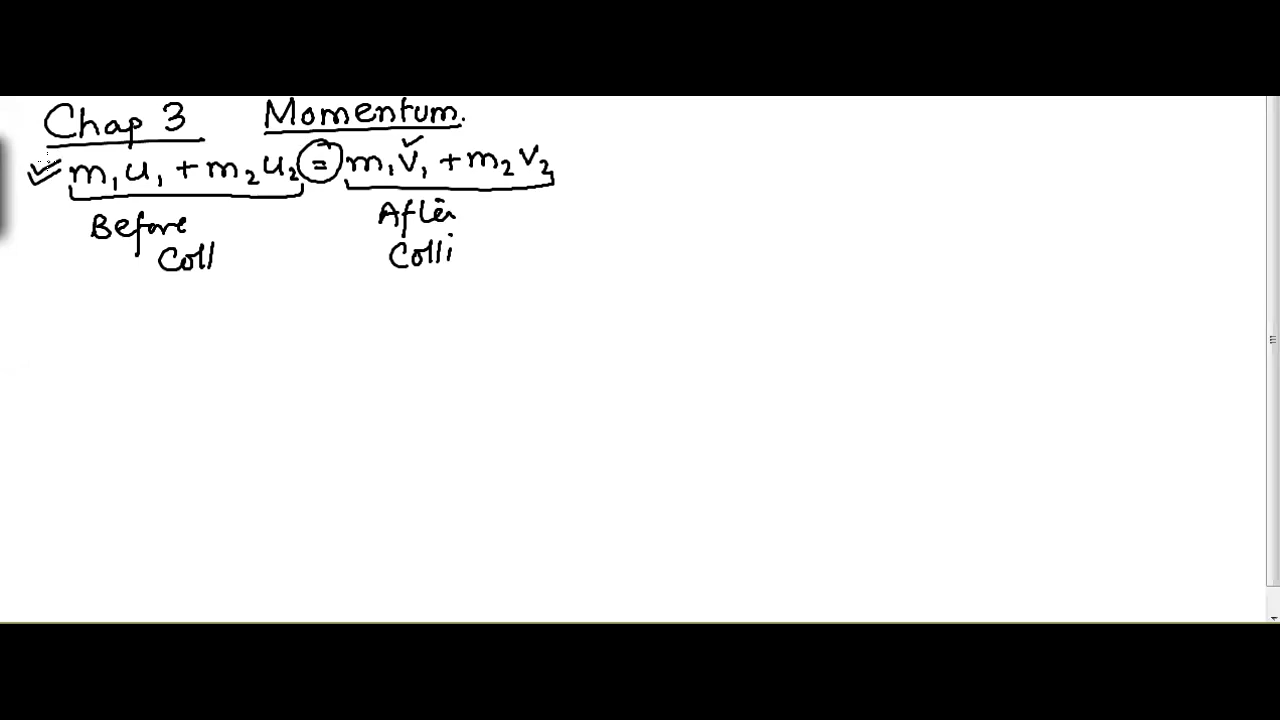 Chap 3 Momentum.
m₁u₁ + m₂u₂ = m₁v₁ + m₂v₂
Before After
Coll Colli